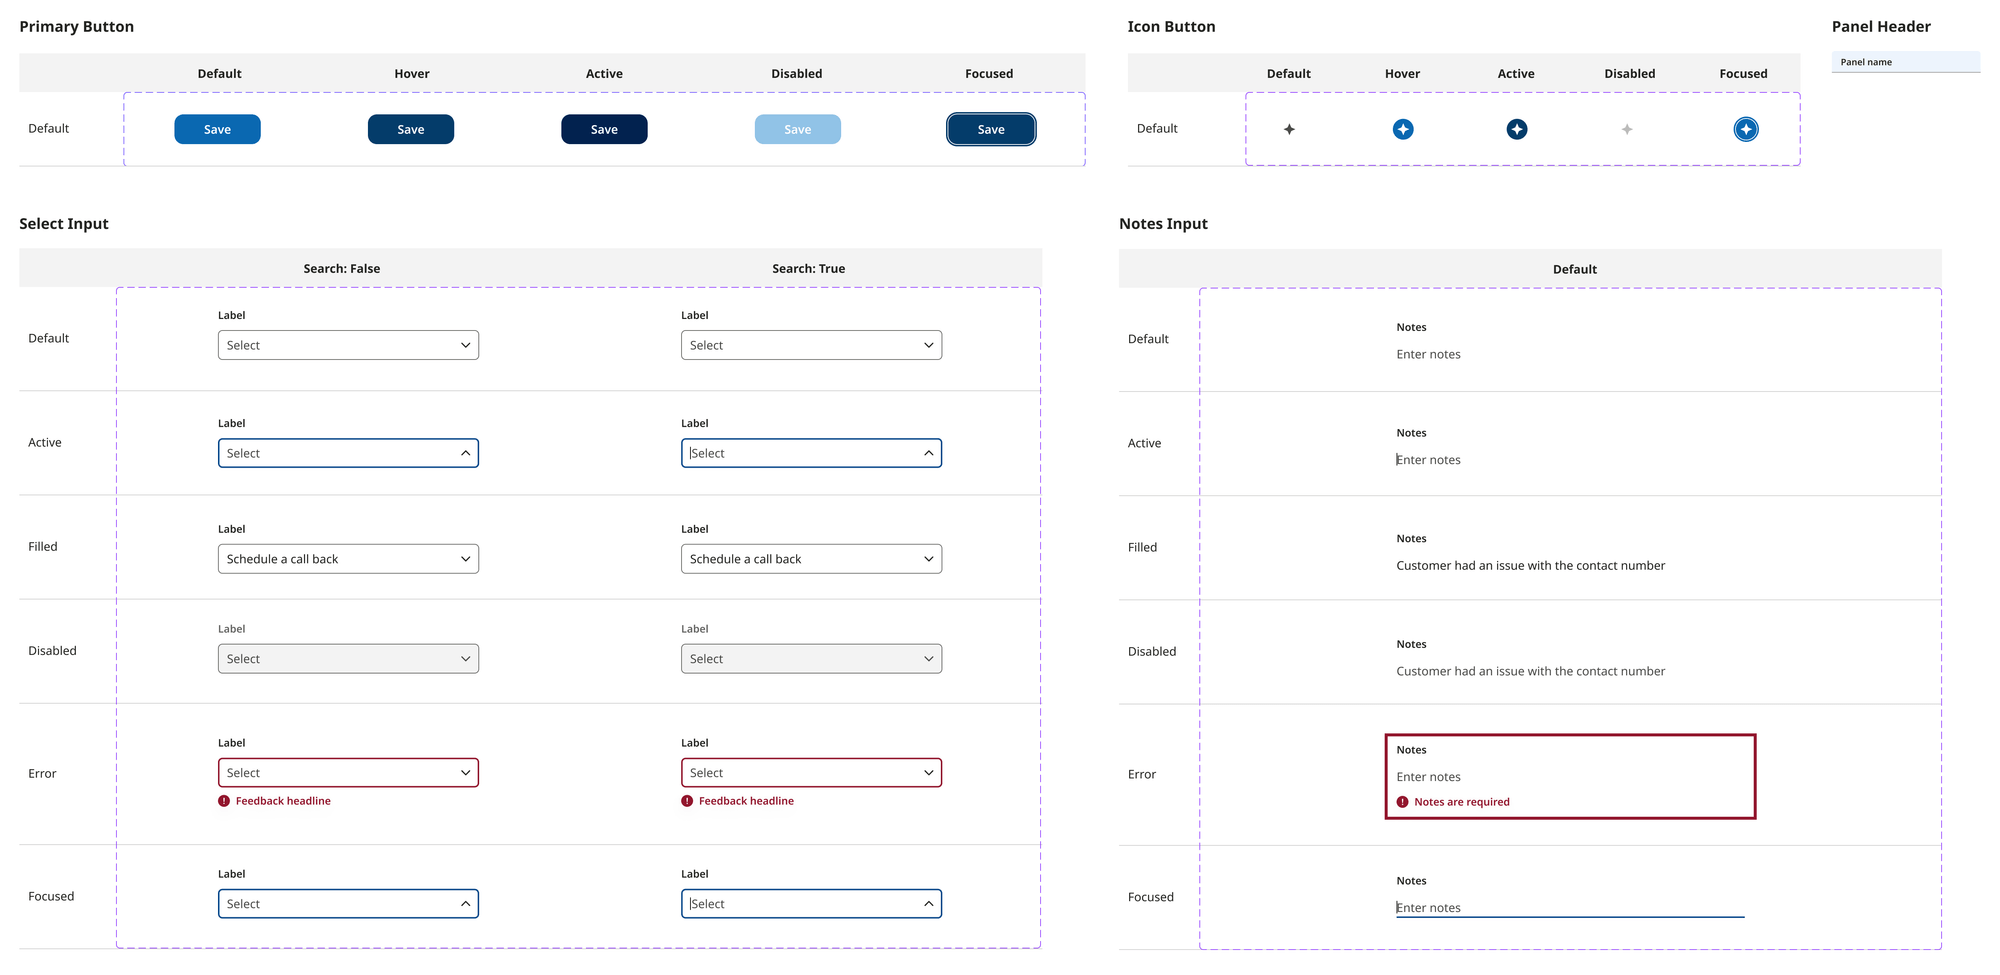 Primary Button
Default Hover Active Disabled Focused
Default Save Save Save Save Save
Icon Button
Default Hover Active Disabled Focused
Default
Panel Header
Panel name
Select Input
Search: False Search: True
Default
Label Label
Select Select
Active
Label Label
Select Select
Filled
Label Label
Schedule a call back Schedule a call back
Disabled
Label Label
Select Select
Error
Label Label
Select Select
Feedback headline Feedback headline
Focused
Label Label
Select Select
Notes Input
Default
Default
Notes
Enter notes
Active
Notes
Enter notes
Filled
Notes
Customer had an issue with the contact number
Disabled
Notes
Customer had an issue with the contact number
Error
Notes
Enter notes
Notes are required
Focused
Notes
Enter notes